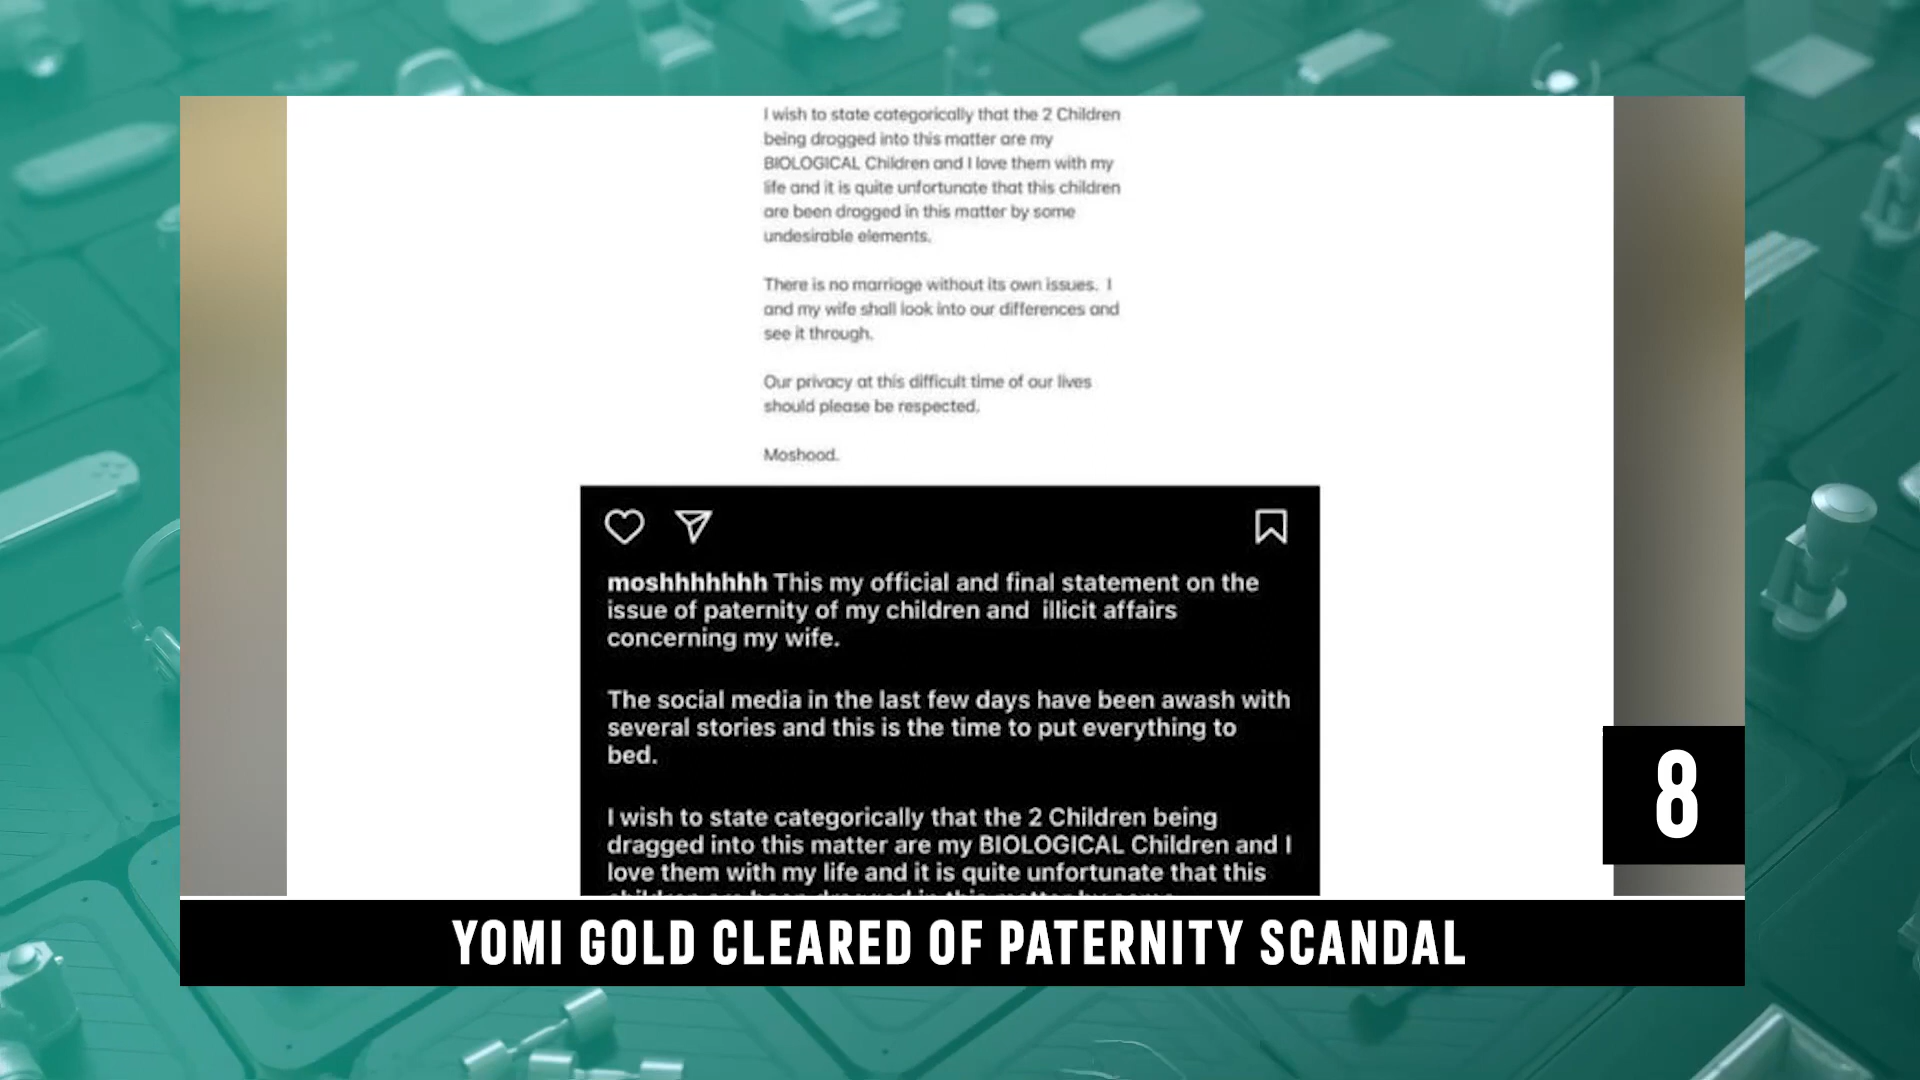 I wish to state categorically that the 2 Children
being dragged into this matter are my
BIOLOGICAL Children and I love them with my
life and it is quite unfortunate that this children
are been dragged in this matter by some
undesirable elements.
There is no marriage without its own issues. I
and my wife shall look into our differences and
see it through.
Our privacy at this difficult time of our lives
should please be respected.
Moshood.
moshhhhhhh This my official and final statement on the
issue of paternity of my children and illicit affairs
concerning my wife.
The social media in the last few days have been awash with
several stories and this is the time to put everything to
bed.
I wish to state categorically that the 2 Children being
dragged into this matter are my BIOLOGICAL Children and I
love them with my life and it is quite unfortunate that this
8
YOMI GOLD CLEARED OF PATERNITY SCANDAL